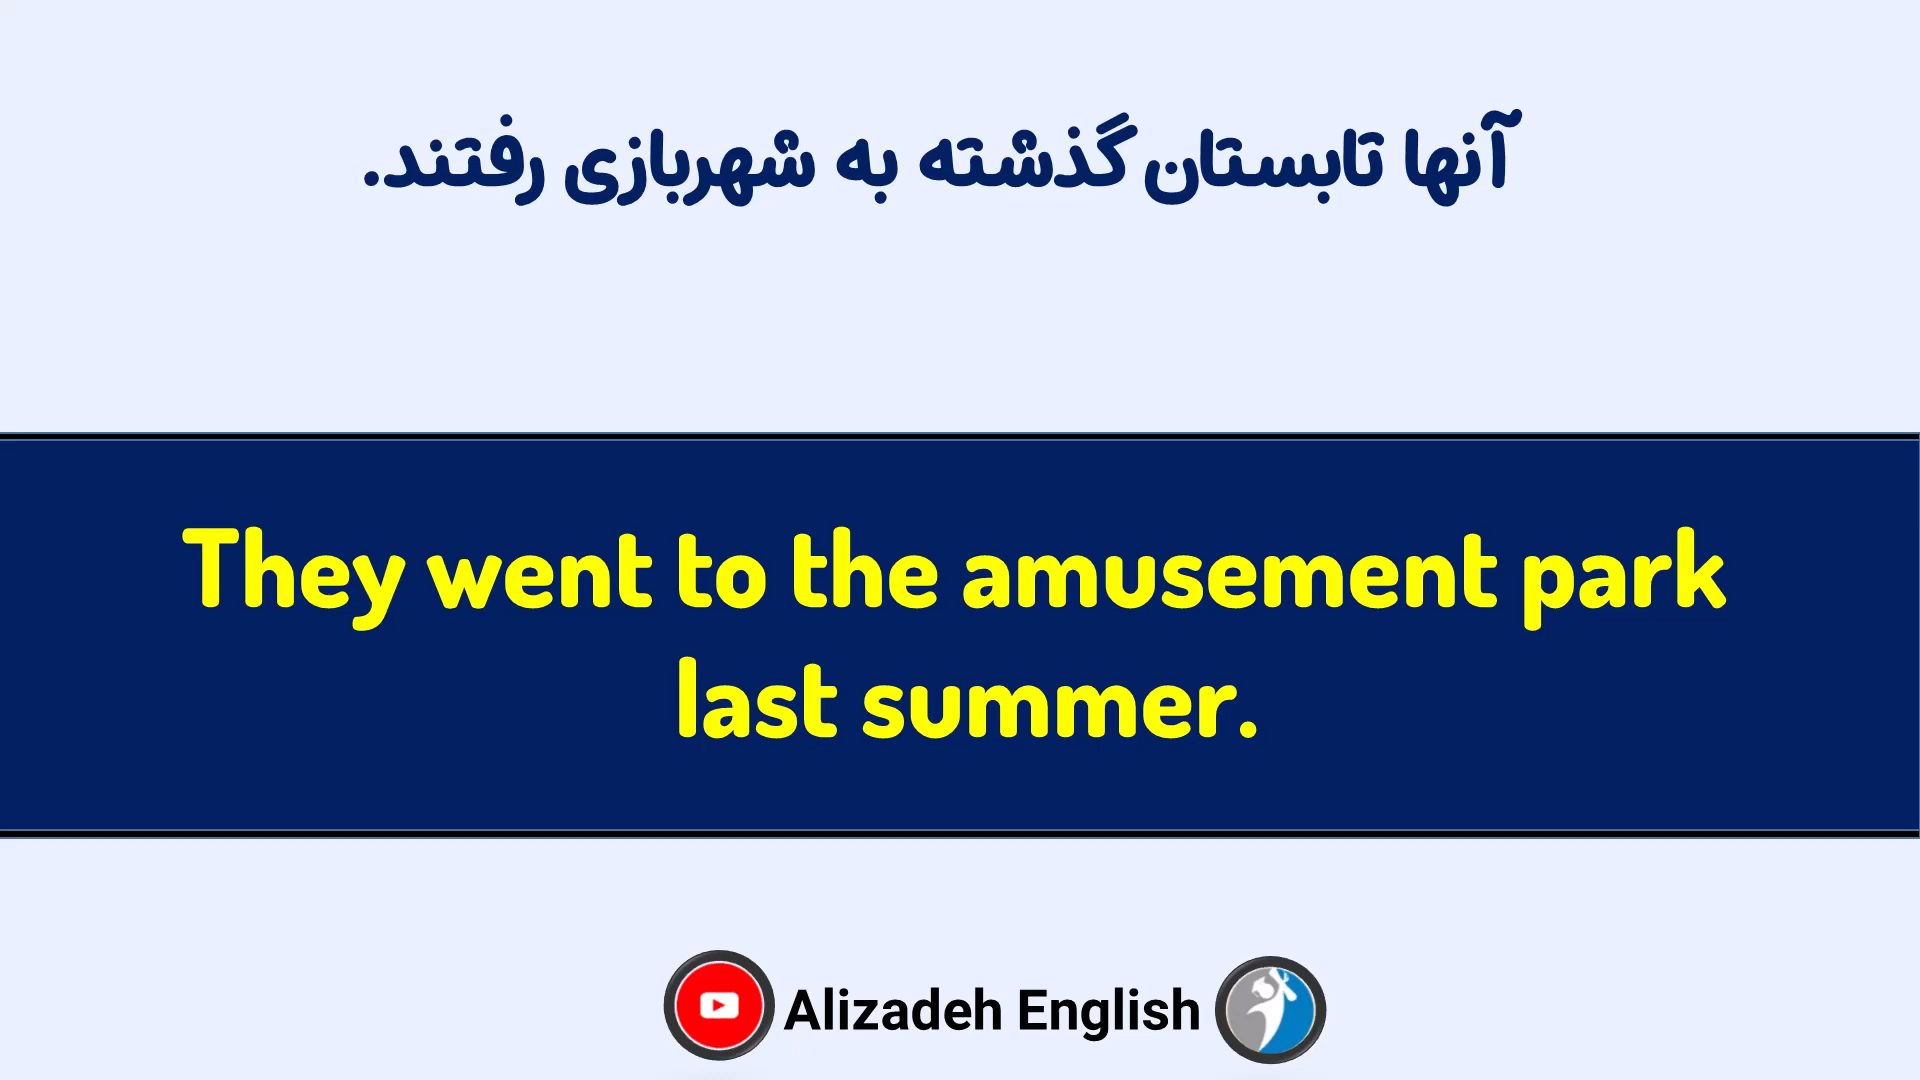 آنها تابستان گذشته به شهربازی رفتند.
They went to the amusement park
last summer.
Alizadeh English